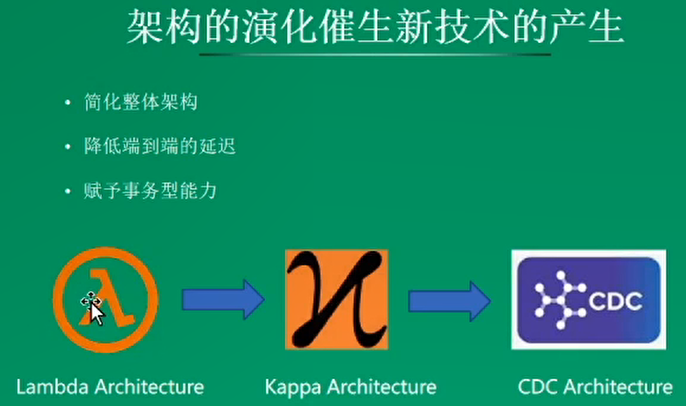 架构的演化催生新技术的产生
• 简化整体架构
• 降低端到端的延迟
• 赋予事务型能力
λ
ϰ
CDC
Lambda Architecture
Kappa Architecture
CDC Architecture